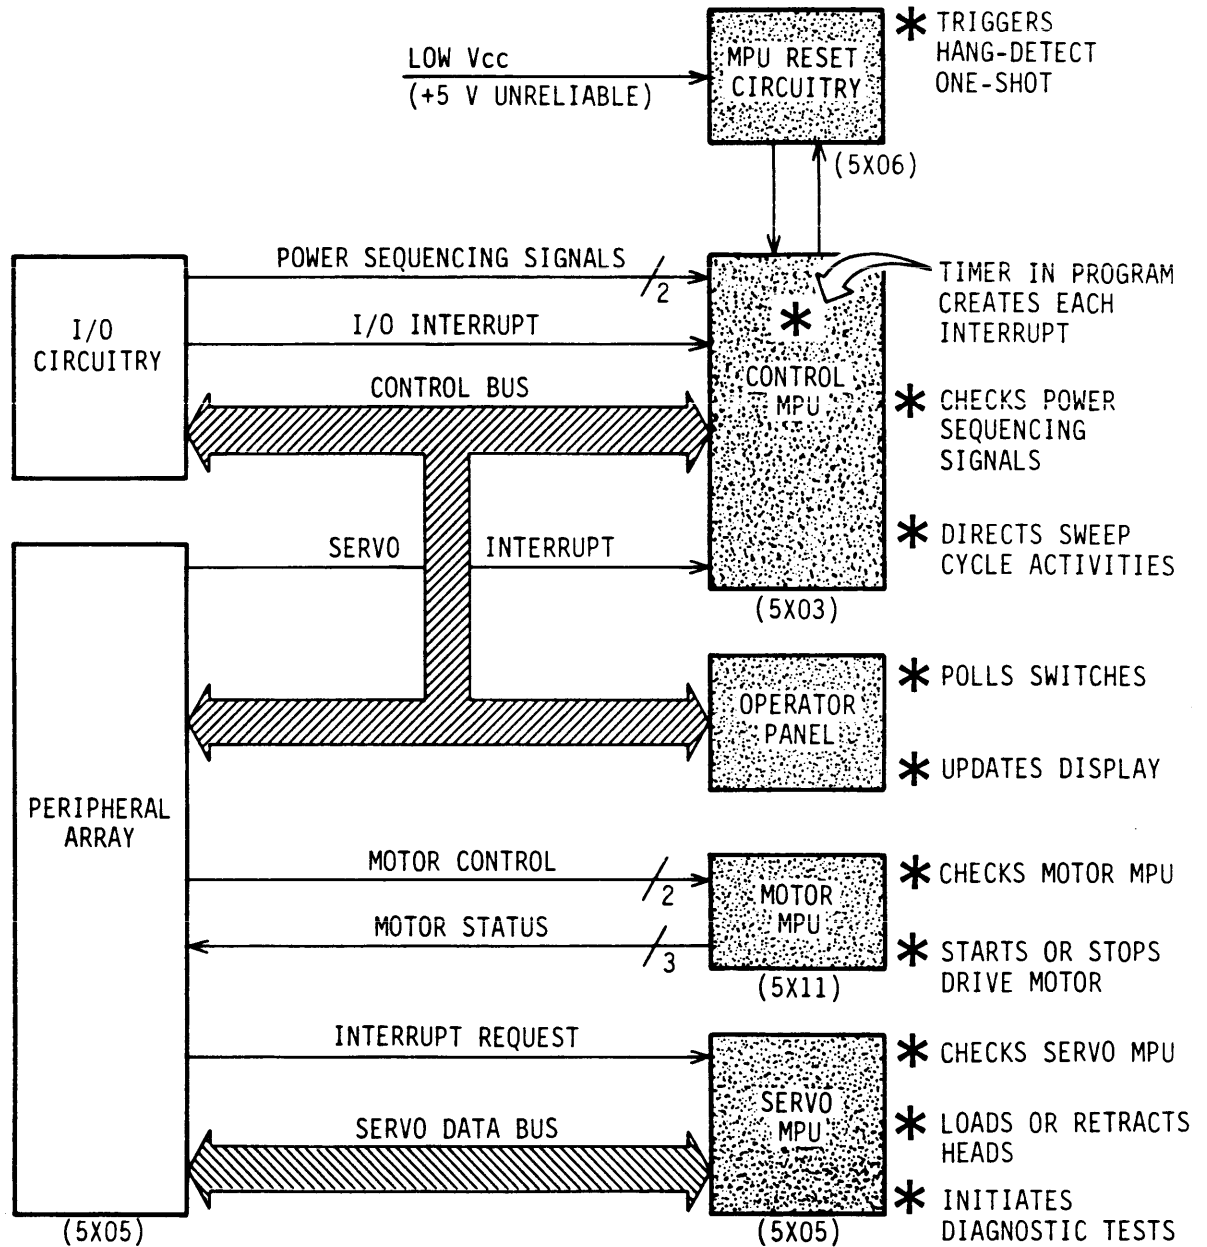 LOW Vcc
(+5 V UNRELIABLE)
MPU RESET
CIRCUITRY
(5X06)
* TRIGGERS
HANG-DETECT
ONE-SHOT
I/O
CIRCUITRY
POWER SEQUENCING SIGNALS
2
I/O INTERRUPT
CONTROL BUS
SERVO INTERRUPT
*
CONTROL
MPU
(5X03)
TIMER IN PROGRAM
CREATES EACH
INTERRUPT
* CHECKS POWER
SEQUENCING
SIGNALS
* DIRECTS SWEEP
CYCLE ACTIVITIES
OPERATOR
PANEL
* POLLS SWITCHES
* UPDATES DISPLAY
PERIPHERAL
ARRAY
(5X05)
MOTOR CONTROL
2
MOTOR STATUS
3
MOTOR
MPU
(5X11)
* CHECKS MOTOR MPU
* STARTS OR STOPS
DRIVE MOTOR
INTERRUPT REQUEST
SERVO DATA BUS
SERVO
MPU
(5X05)
* CHECKS SERVO MPU
* LOADS OR RETRACTS
HEADS
* INITIATES
DIAGNOSTIC TESTS